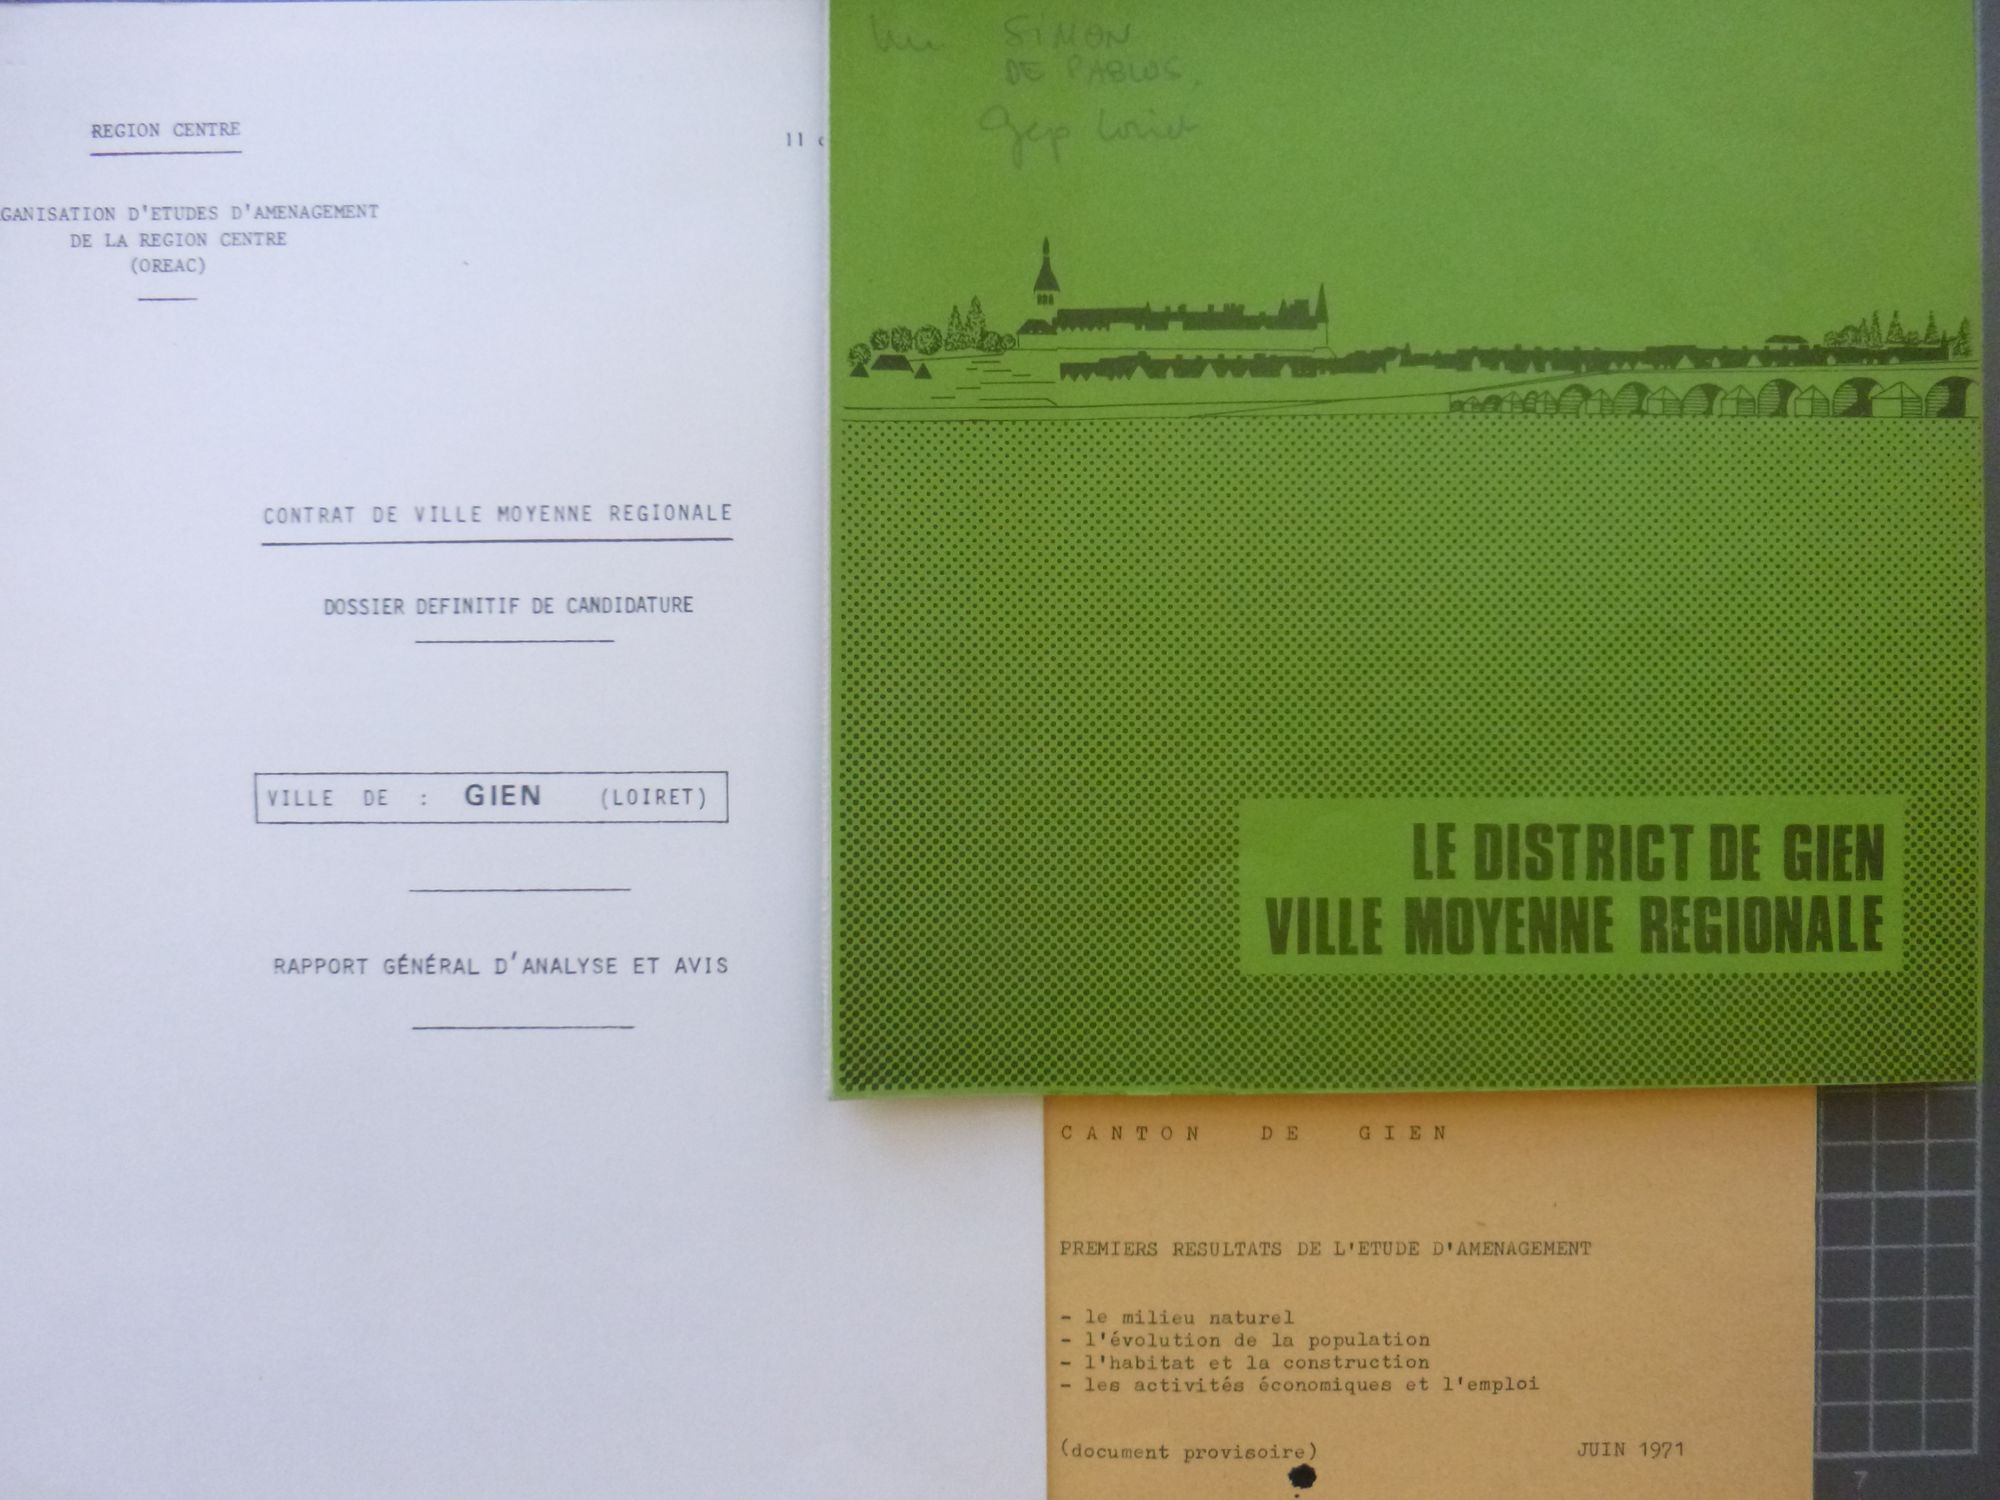 REGION CENTRE
GANISATION D'ETUDES D'AMENAGEMENT
DE LA REGION CENTRE
(OREAC)
11
CONTRAT DE VILLE MOYENNE REGIONALE
DOSSIER DEFINITIF DE CANDIDATURE
VILLE DE : GIEN (LOIRET)
RAPPORT GÉNÉRAL D'ANALYSE ET AVIS
SIMON
DE PABLOS,
Loiret
LE DISTRICT DE GIEN
VILLE MOYENNE REGIONALE
CANTON DE GIEN
PREMIERS RESULTATS DE L'ETUDE D'AMENAGEMENT
- le milieu naturel
- l'évolution de la population
- l'habitat et la construction
- les activités économiques et l'emploi
(document provisoire) JUIN 1971
7